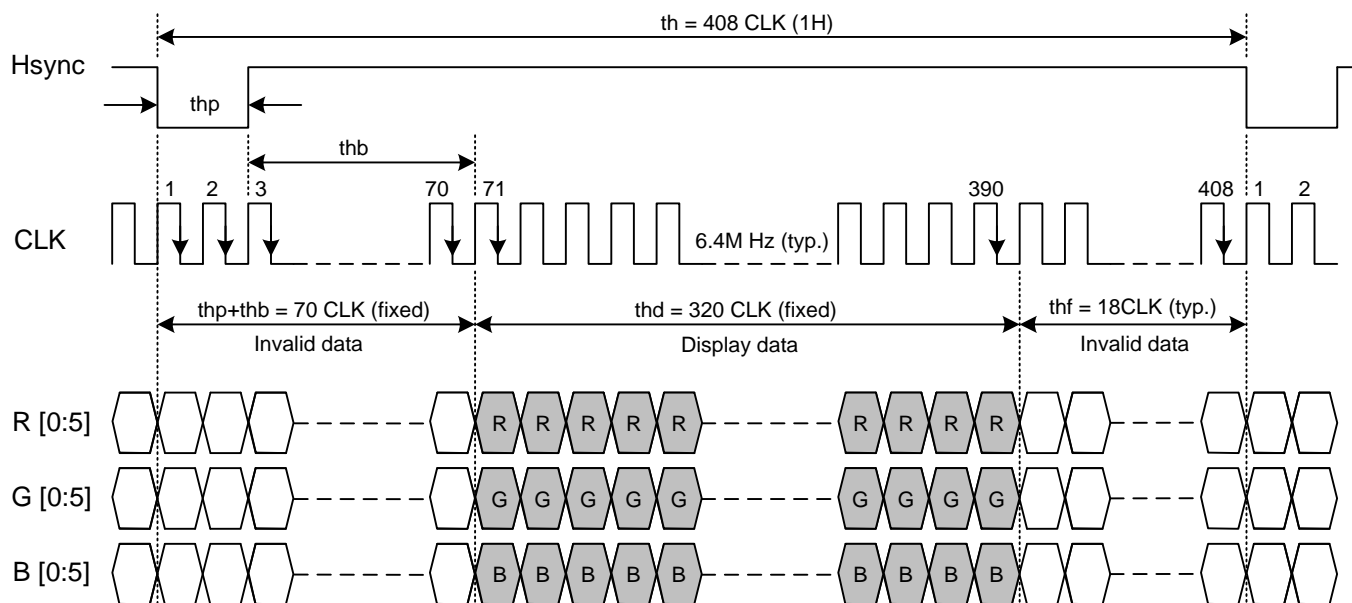 th = 408 CLK (1H)
Hsync
thp
thb
1 2 3 70 71 390 408 1 2
CLK
6.4M Hz (typ.)
thp+thb = 70 CLK (fixed) thd = 320 CLK (fixed) thf = 18CLK (typ.)
Invalid data Display data Invalid data
R [0:5] R R R R R R R R R
G [0:5] G G G G G G G G G
B [0:5] B B B B B B B B B